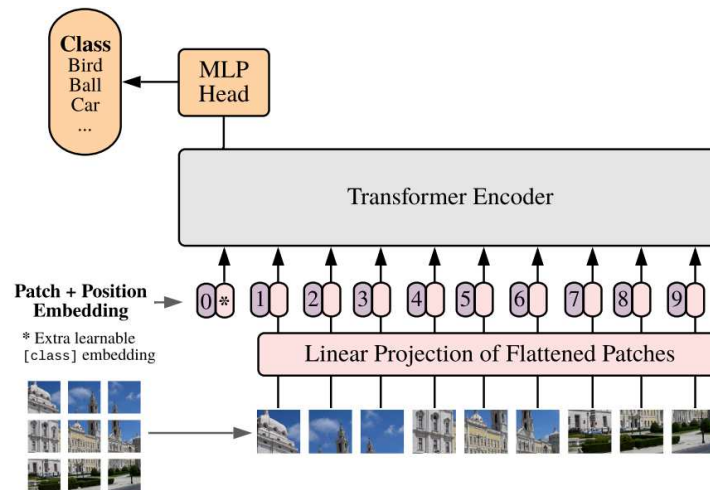 Class
Bird
Ball
Car
...
MLP
Head
Transformer Encoder
Patch + Position
Embedding
0 * 1 2 3 4 5 6 7 8 9
* Extra learnable
[class] embedding
Linear Projection of Flattened Patches